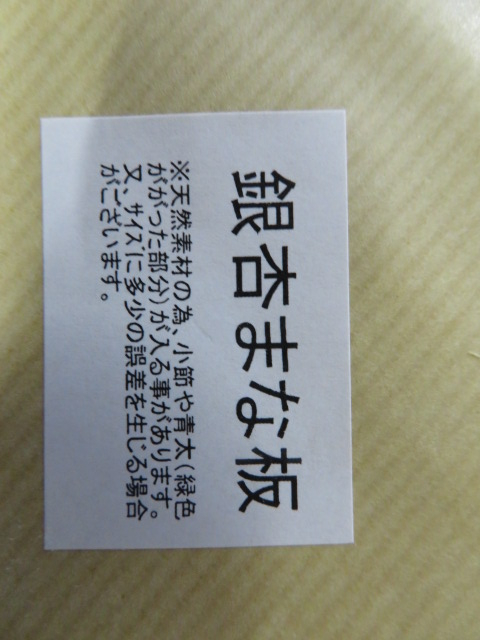 銀杏まな板
※天然素材の為、小節や青太(緑色
ががった部分)が入る事があります。
又、サイズに多少の誤差を生じる場合
がございます。